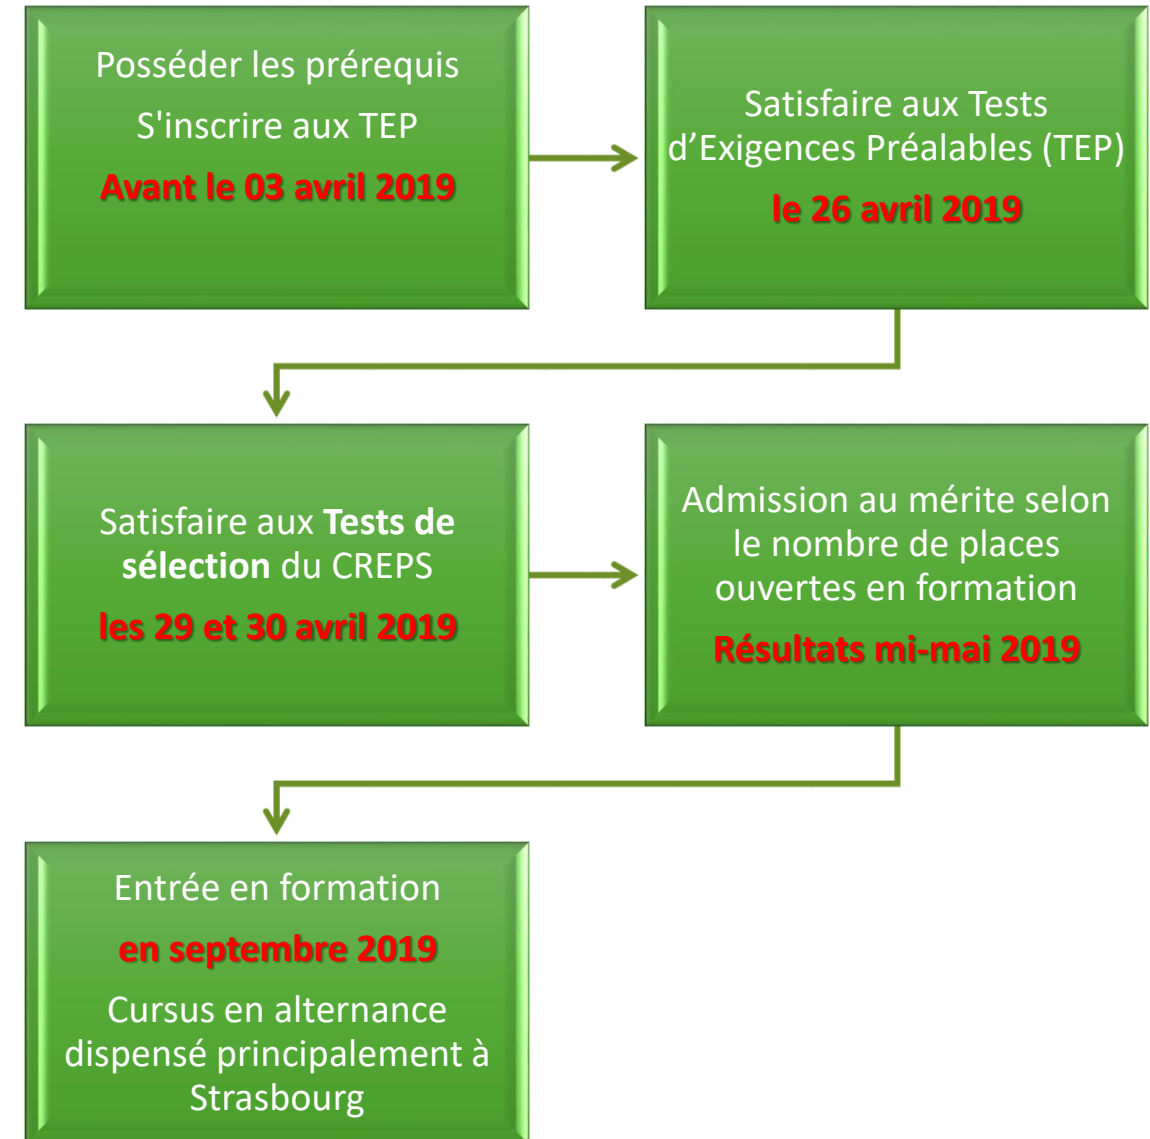 Posséder les prérequis
S'inscrire aux TEP
Avant le 03 avril 2019
Satisfaire aux Tests
d’Exigences Préalables (TEP)
le 26 avril 2019
Satisfaire aux Tests de
sélection du CREPS
les 29 et 30 avril 2019
Admission au mérite selon
le nombre de places
ouvertes en formation
Résultats mi-mai 2019
Entrée en formation
en septembre 2019
Cursus en alternance
dispensé principalement à
Strasbourg